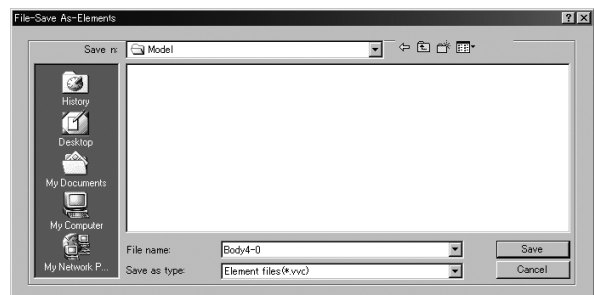 File-Save As-Elements
Save n:
Model
History
Desktop
My Documents
My Computer
My Network P...
File name:
Body4-0
Save
Save as type:
Element files(*.vvc)
Cancel